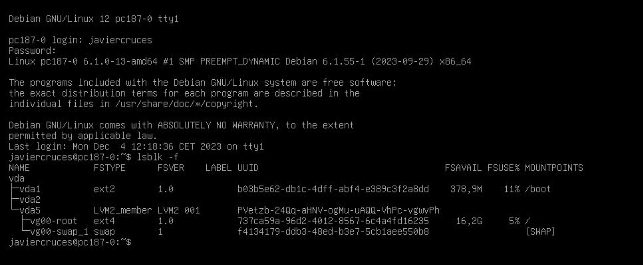 Debian GNU/Linux 12 pc187-0 tty1
pc187-0 login: javiercruces
Password:
Linux pc187-0 6.1.0-13-amd64 #1 SMP PREEMPT_DYNAMIC Debian 6.1.55-1 (2023-09-29) x86_64
The programs included with the Debian GNU/Linux system are free software;
the exact distribution terms for each program are described in the
individual files in /usr/share/doc/*/copyright.
Debian GNU/Linux comes with ABSOLUTELY NO WARRANTY, to the extent
permitted by applicable law.
Last login: Mon Dec  4 12:18:36 CET 2023 on tty1
javiercruces@pc187-0:~$ lsblk -f
NAME FSTYPE FSVER LABEL UUID FSAVAIL FSUSE% MOUNTPOINTS
vda
├─vda1 ext2 1.0 b03b5e62-db1c-4dff-abf4-e389c3f2a8dd 378,9M 11% /boot
├─vda2
└─vda5 LVM2_member LVM2 001 PVetzb-24Qq-aHNV-ogMu-uAQQ-VhPc-vgwvPh
├─vg00-root ext4 1.0 737ca59a-96d2-4012-8567-6c4a4fd16235 16,2G 5% /
└─vg00-swap_1 swap 1 f4134179-ddb3-48ed-b3e7-5cb1aee550b8 [SWAP]
javiercruces@pc187-0:~$